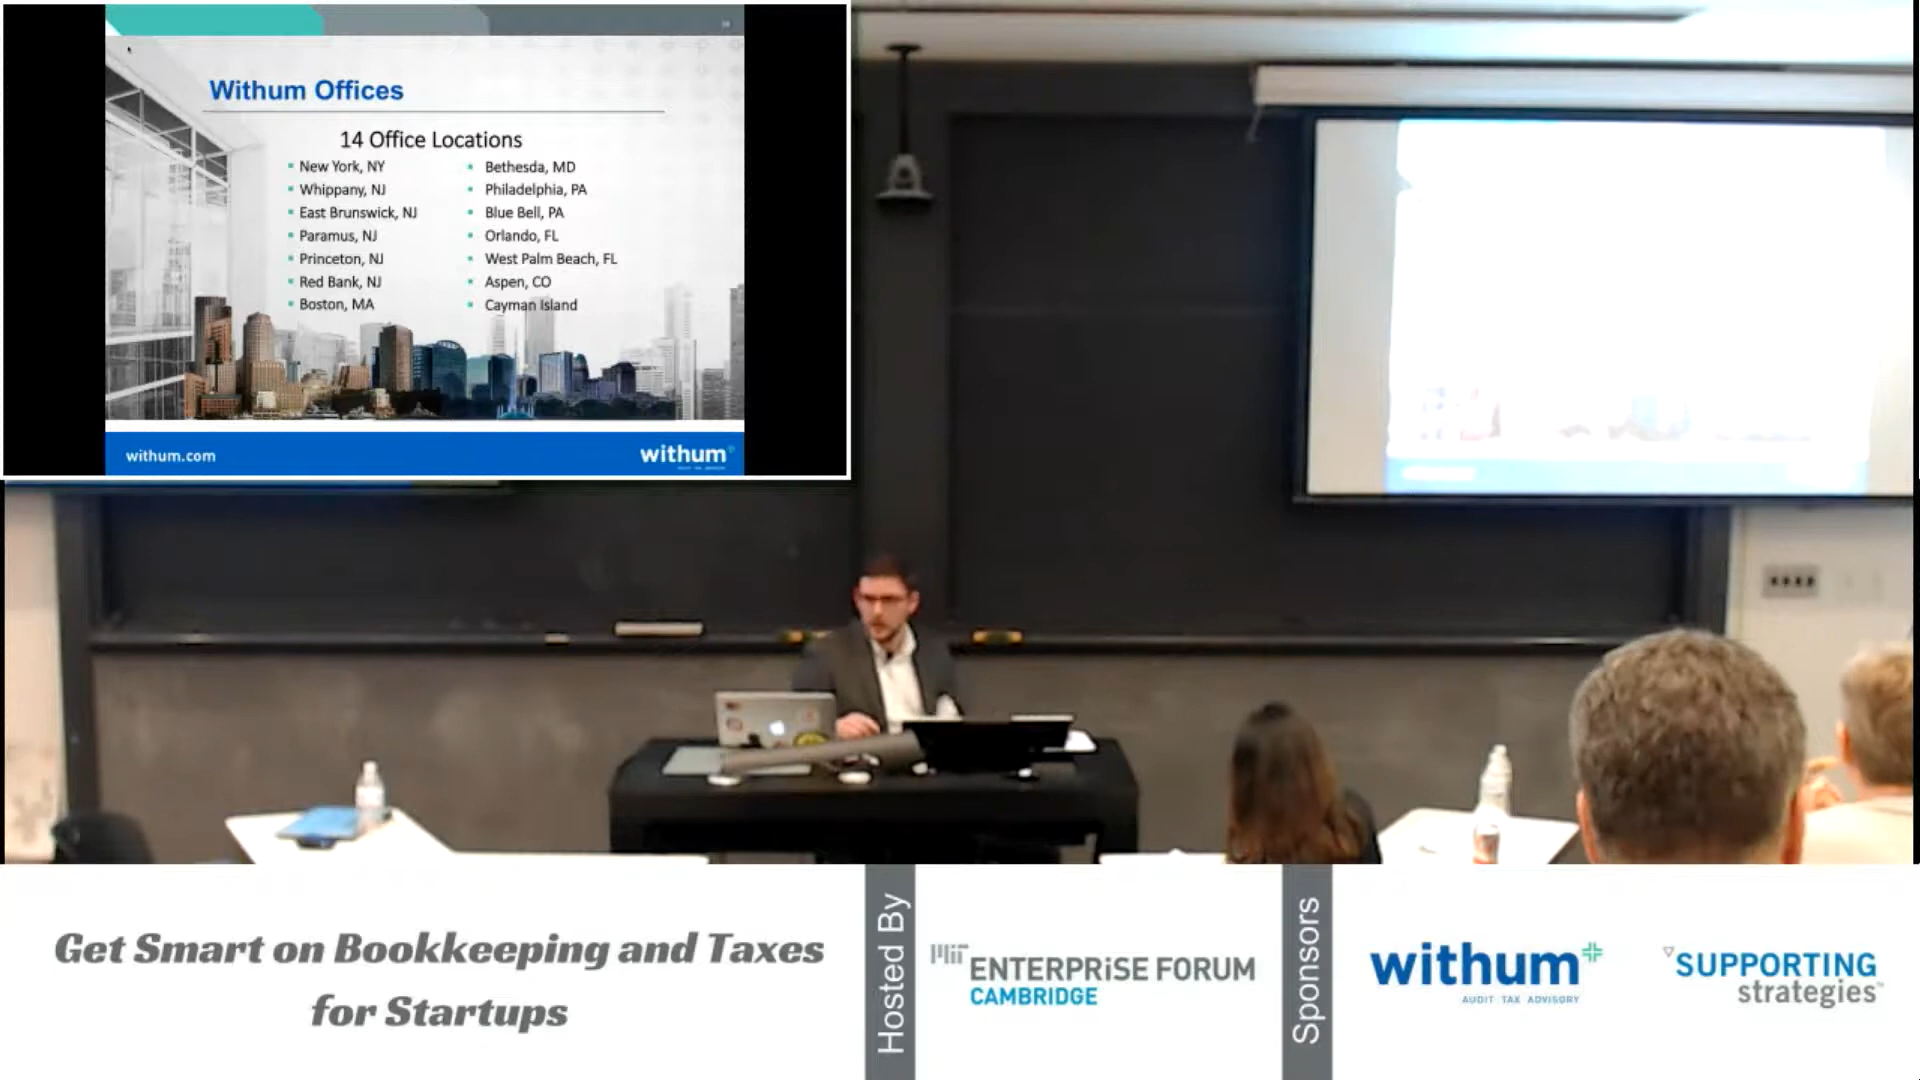 Withum Offices
14 Office Locations
New York, NY
Whippany, NJ
East Brunswick, NJ
Paramus, NJ
Princeton, NJ
Red Bank, NJ
Boston, MA
Bethesda, MD
Philadelphia, PA
Blue Bell, PA
Orlando, FL
West Palm Beach, FL
Aspen, CO
Cayman Island
withum.com
withum
Get Smart on Bookkeeping and Taxes
for Startups
Hosted By
MIT
ENTERPRISE FORUM
CAMBRIDGE
Sponsors
withum
AUDIT TAX ADVISORY
SUPPORTING
strategies